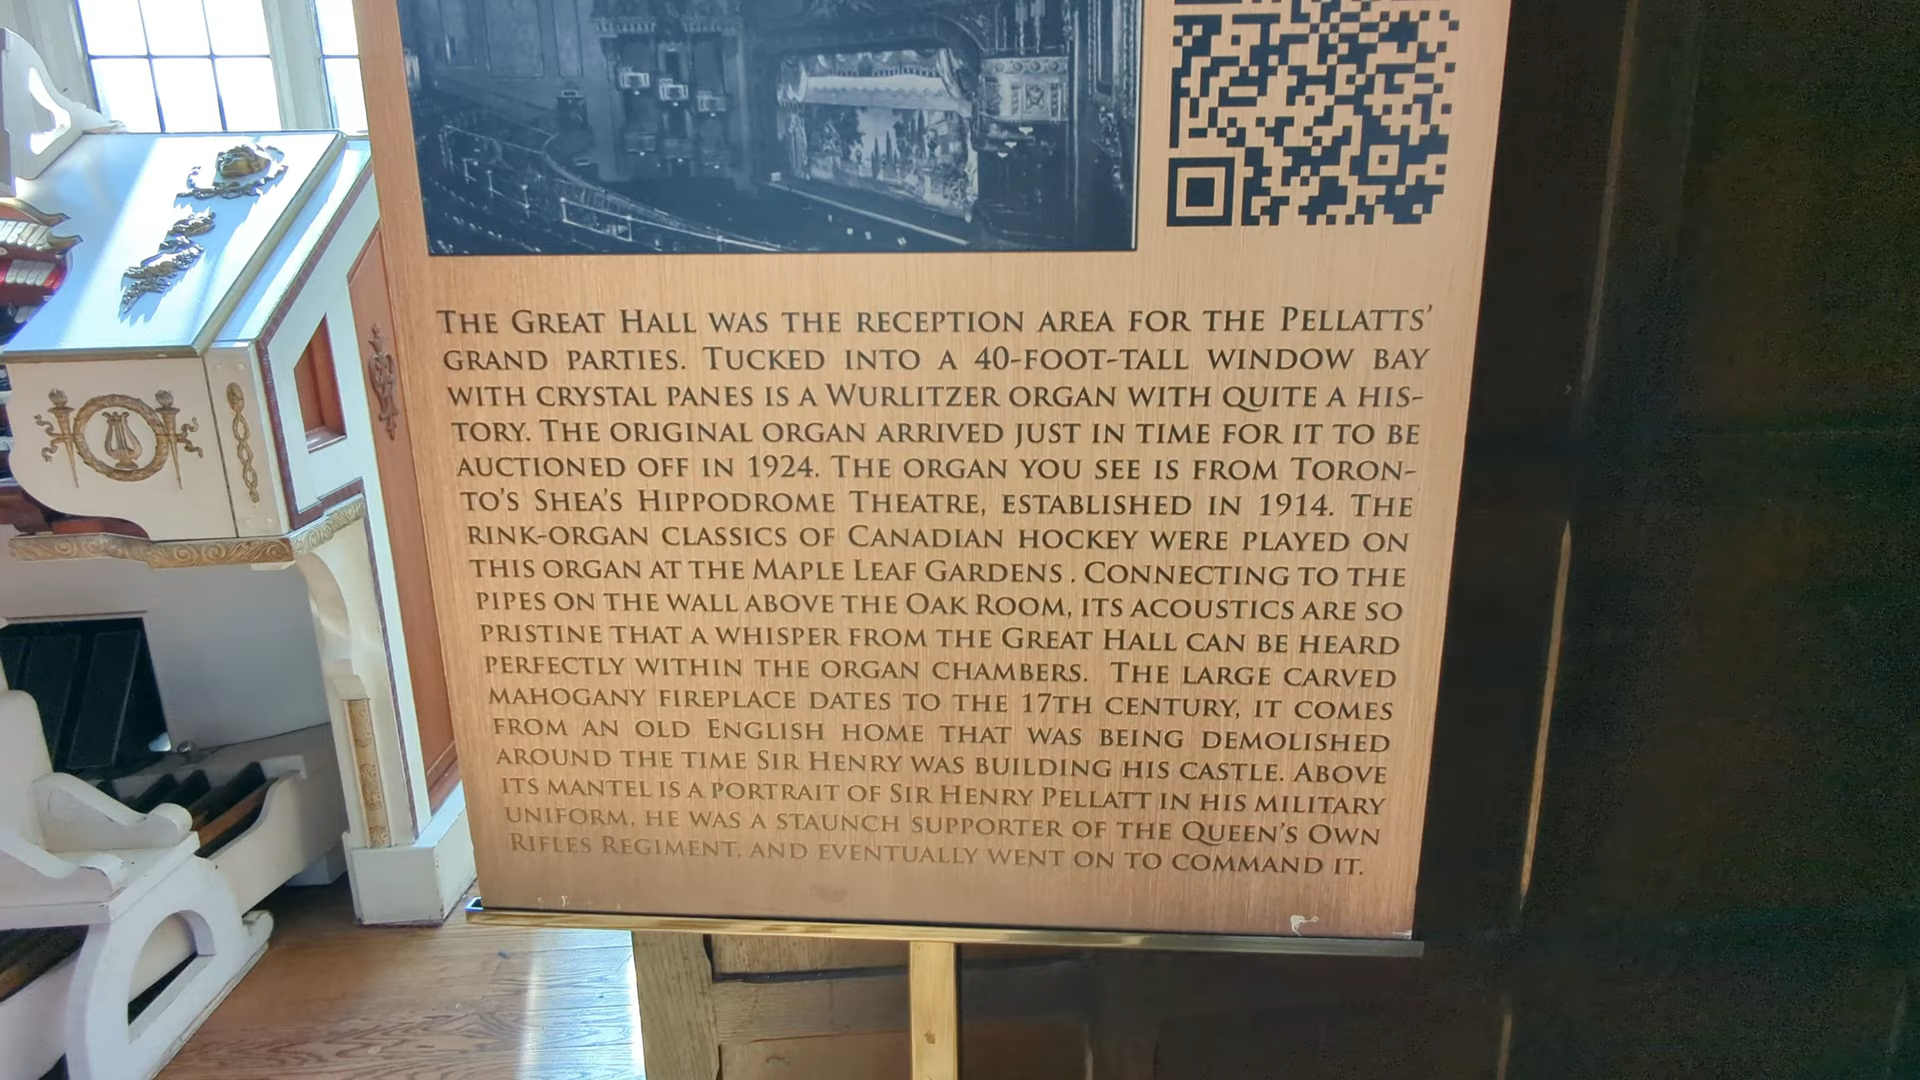 The Great Hall was the reception area for the Pellatts'
grand parties. Tucked into a 40-foot-tall window bay
with crystal panes is a Wurlitzer organ with quite a his-
tory. The original organ arrived just in time for it to be
auctioned off in 1924. The organ you see is from Toron-
to's Shea's Hippodrome Theatre, established in 1914. The
rink-organ classics of Canadian hockey were played on
this organ at the Maple Leaf Gardens . Connecting to the
pipes on the wall above the Oak Room, its acoustics are so
pristine that a whisper from the Great Hall can be heard
perfectly within the organ chambers. The large carved
mahogany fireplace dates to the 17th century, it comes
from an old English home that was being demolished
around the time Sir Henry was building his castle. Above
its mantel is a portrait of Sir Henry Pellatt in his military
uniform, he was a staunch supporter of the Queen's Own
Rifles Regiment, and eventually went on to command it.